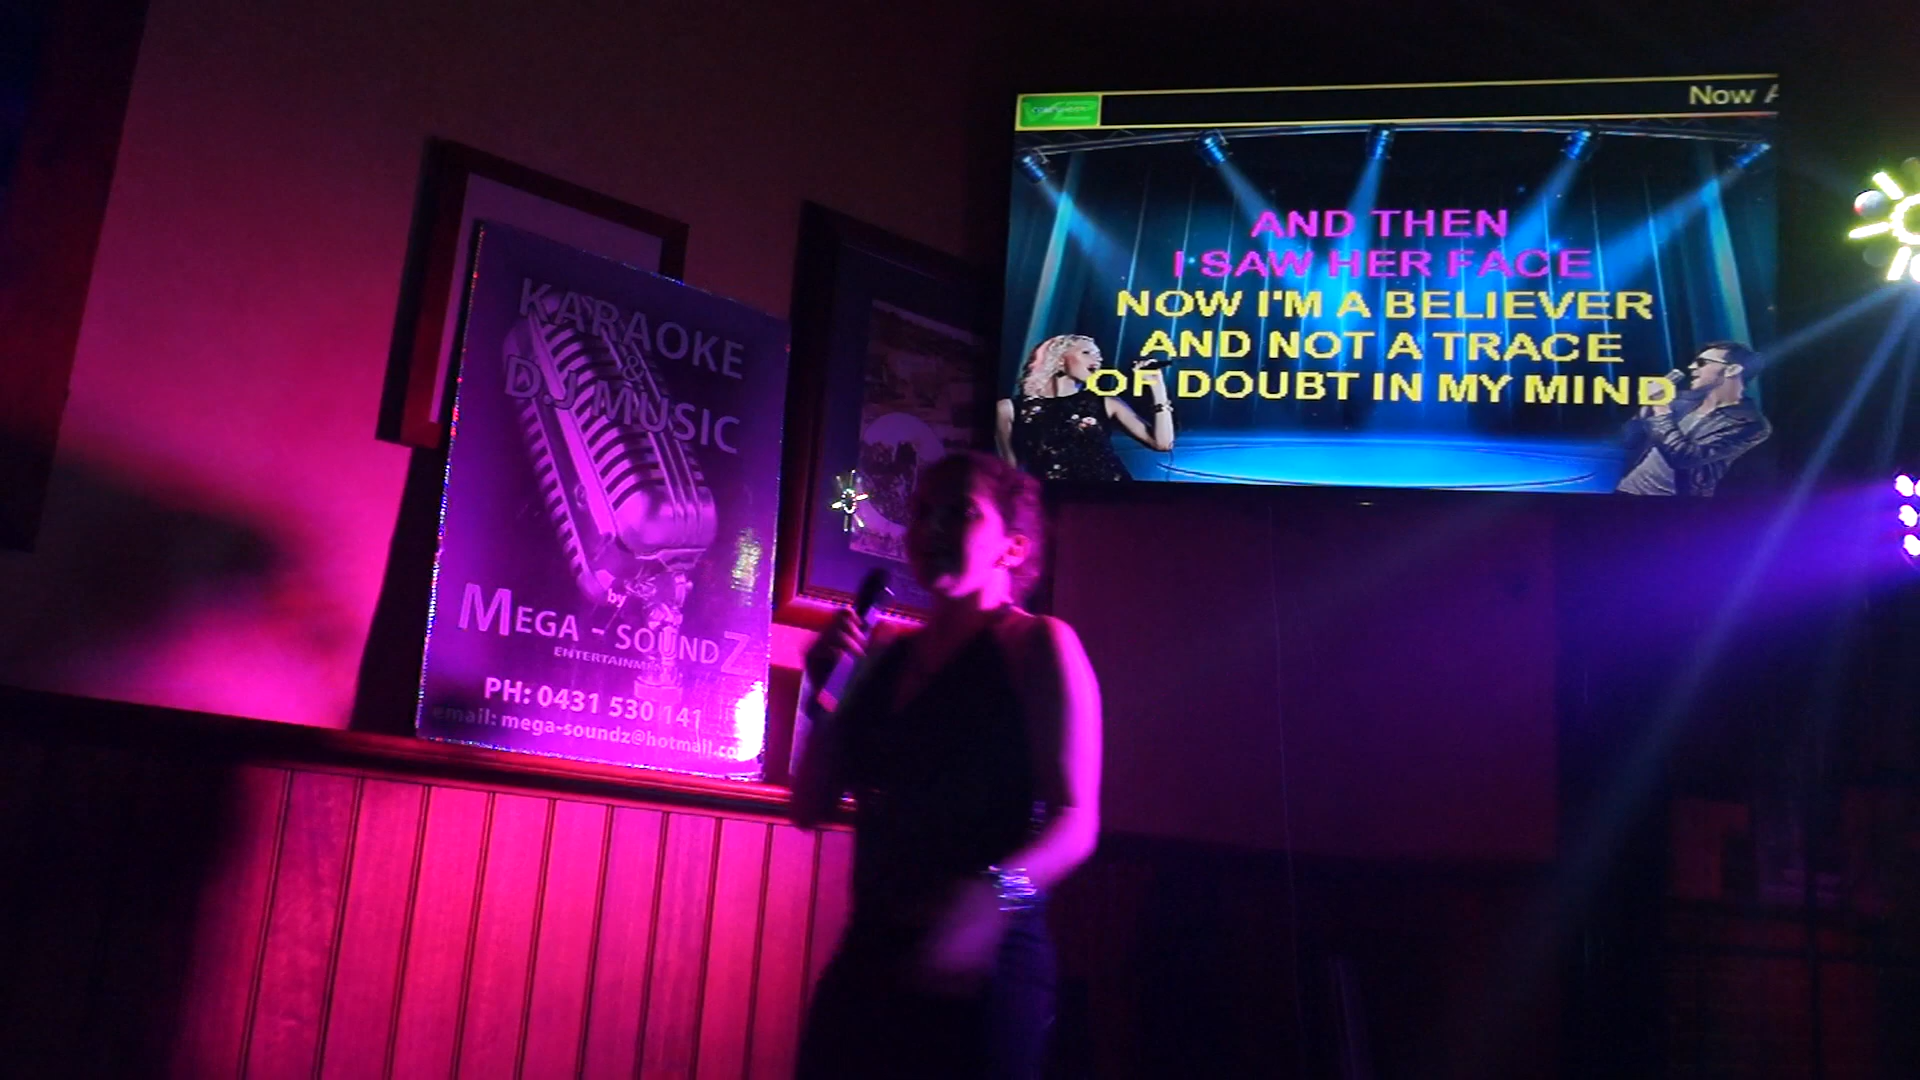 KARAOKE
&
DJ MUSIC
by
MEGA - SOUNDZ
ENTERTAINMENT
PH: 0431 530 141
email: mega-soundz@hotmail.co
Now A
AND THEN
I SAW HER FACE
NOW I'M A BELIEVER
AND NOT A TRACE
OF DOUBT IN MY MIND